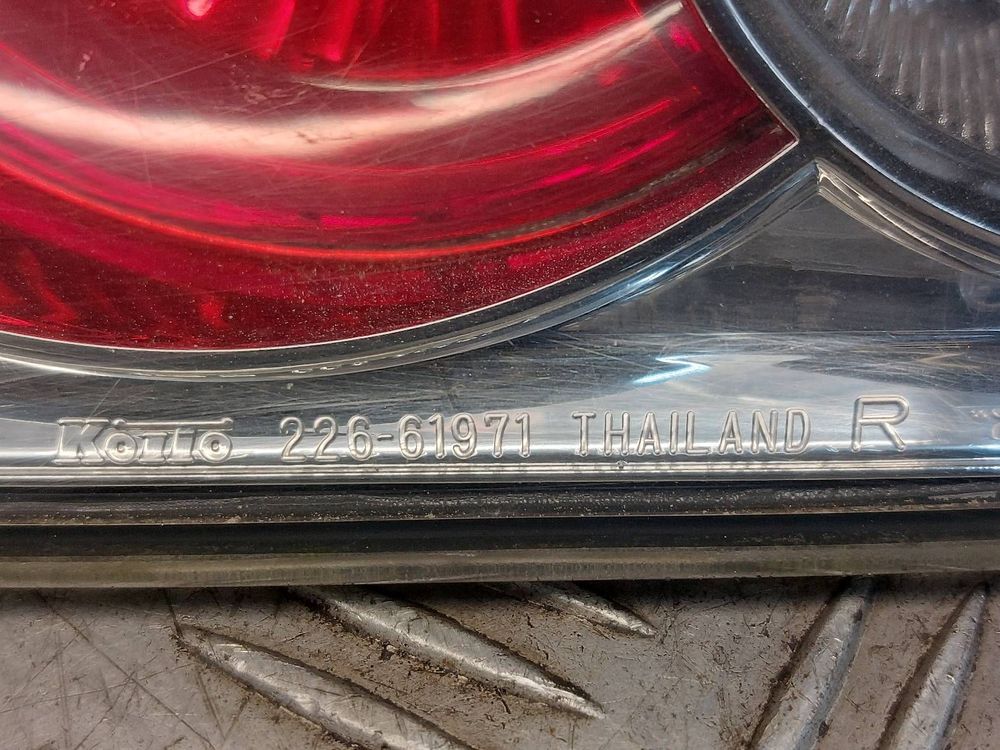 Koito 226-61971 THAILAND R